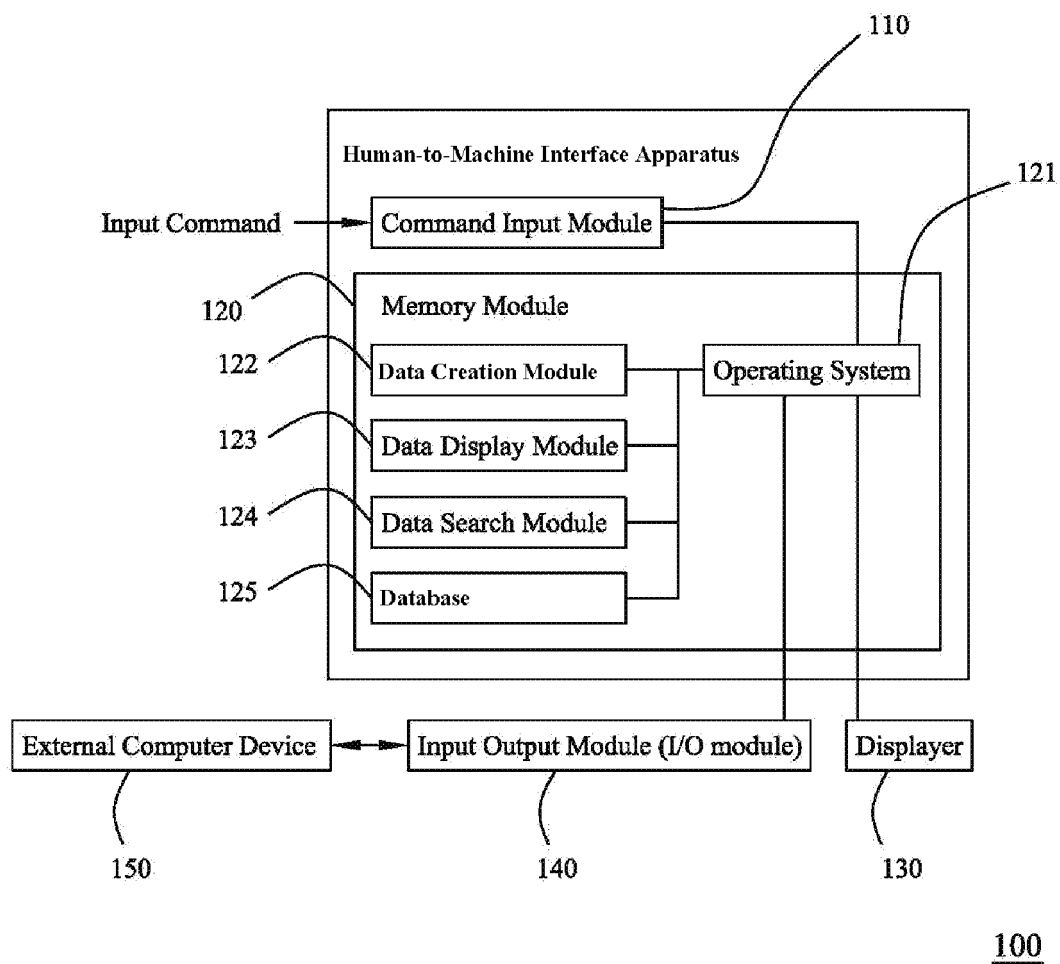 110
Human-to-Machine Interface Apparatus
121
Input Command
Command Input Module
120
Memory Module
122
Data Creation Module
Operating System
123
Data Display Module
124
Data Search Module
125
Database
External Computer Device
Input Output Module (I/O module)
Displayer
150
140
130
100